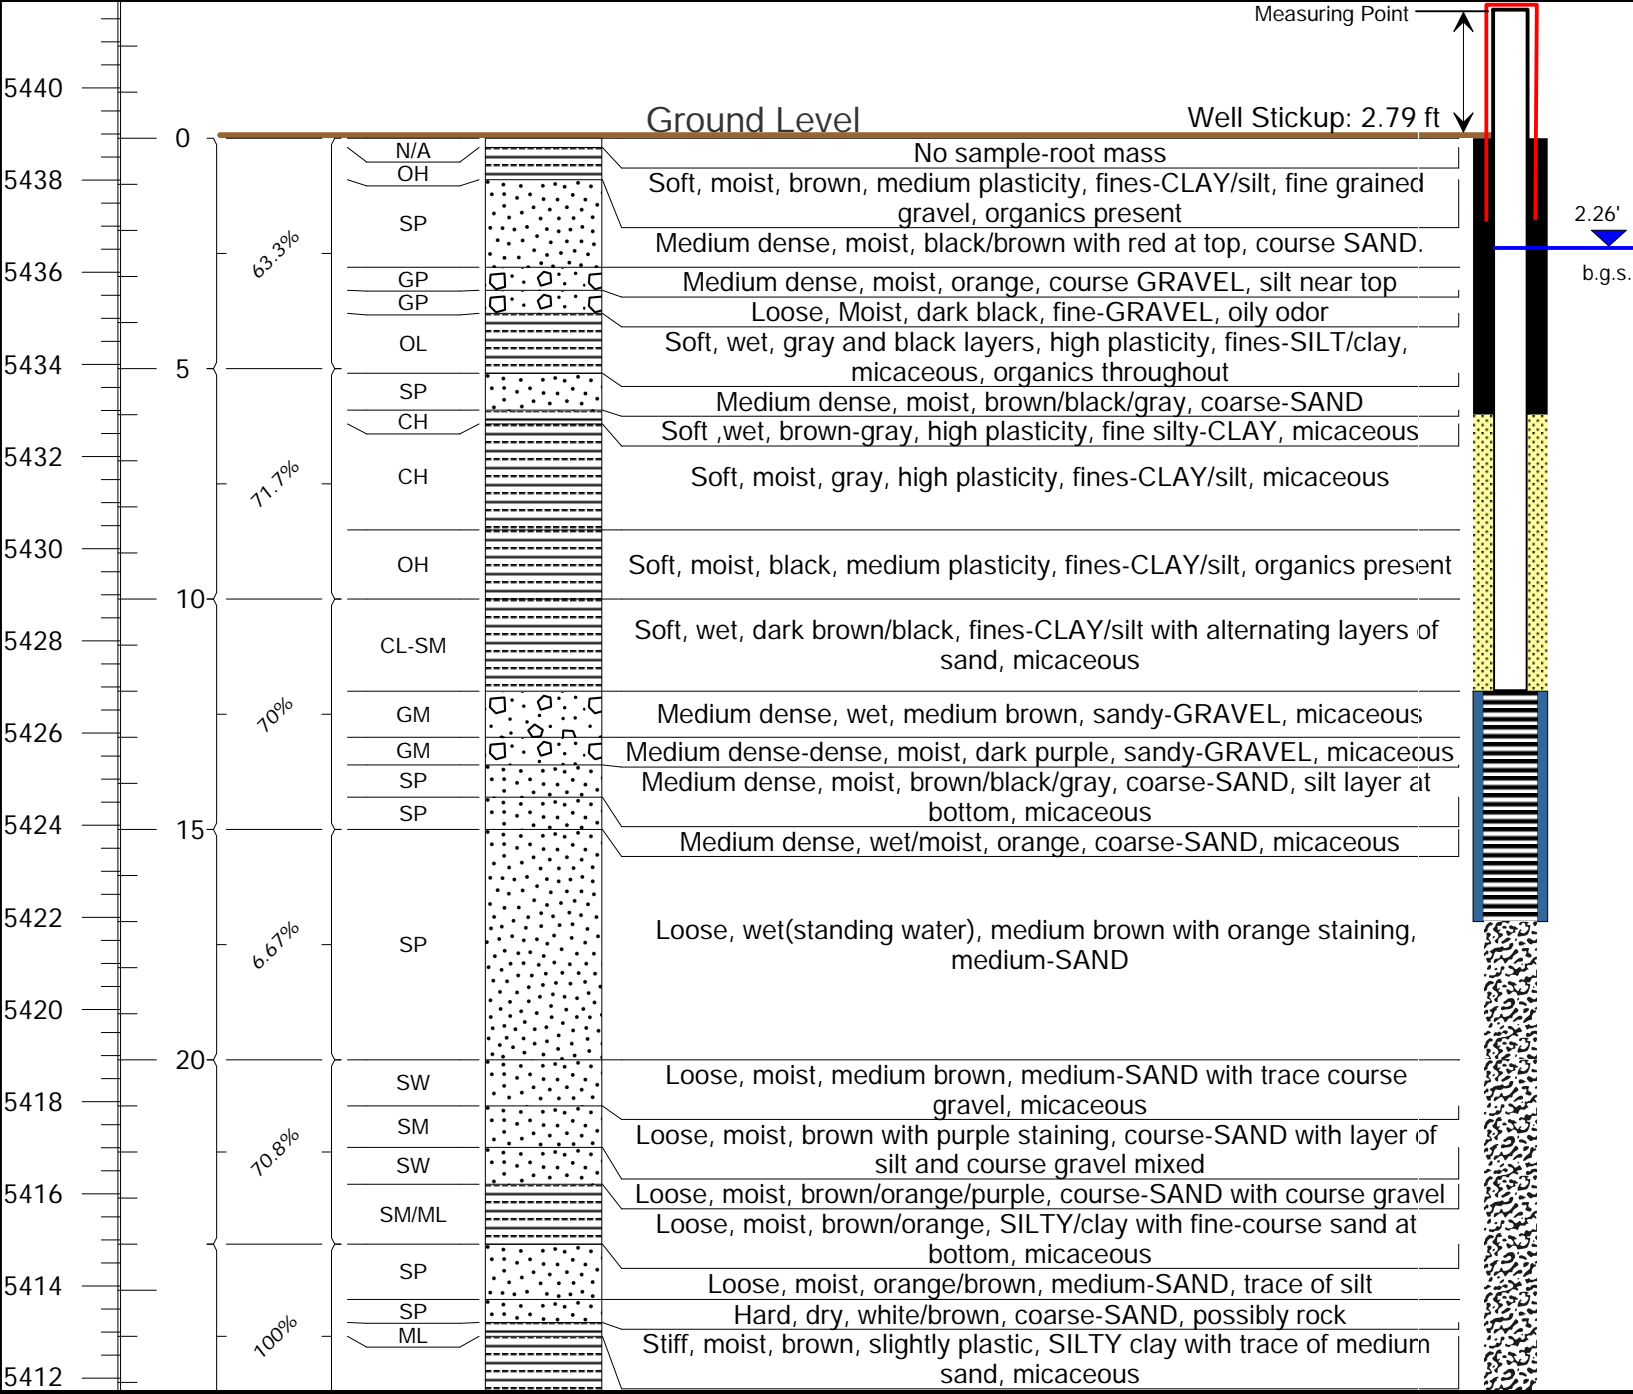 Measuring Point
5440
Ground Level
Well Stickup: 2.79 ft
0
N/A
No sample-root mass
OH
5438
Soft, moist, brown, medium plasticity, fines-CLAY/silt, fine grained
gravel, organics present
SP
2.26'
63.3%
Medium dense, moist, black/brown with red at top, course SAND.
5436
b.g.s.
GP
Medium dense, moist, orange, course GRAVEL, silt near top
GP
Loose, Moist, dark black, fine-GRAVEL, oily odor
OL
Soft, wet, gray and black layers, high plasticity, fines-SILT/clay,
micaceous, organics throughout
5434
5
SP
Medium dense, moist, brown/black/gray, coarse-SAND
CH
Soft ,wet, brown-gray, high plasticity, fine silty-CLAY, micaceous
5432
71.7%
CH
Soft, moist, gray, high plasticity, fines-CLAY/silt, micaceous
5430
OH
Soft, moist, black, medium plasticity, fines-CLAY/silt, organics present
10
5428
CL-SM
Soft, wet, dark brown/black, fines-CLAY/silt with alternating layers of
sand, micaceous
70%
GM
Medium dense, wet, medium brown, sandy-GRAVEL, micaceous
5426
GM
Medium dense-dense, moist, dark purple, sandy-GRAVEL, micaceous
SP
Medium dense, moist, brown/black/gray, coarse-SAND, silt layer at
bottom, micaceous
SP
5424
15
Medium dense, wet/moist, orange, coarse-SAND, micaceous
5422
6.67%
SP
Loose, wet(standing water), medium brown with orange staining,
medium-SAND
5420
20
SW
Loose, moist, medium brown, medium-SAND with trace course
gravel, micaceous
5418
SM
Loose, moist, brown with purple staining, course-SAND with layer of
silt and course gravel mixed
70.8%
SW
5416
Loose, moist, brown/orange/purple, course-SAND with course gravel
SM/ML
Loose, moist, brown/orange, SILTY/clay with fine-course sand at
bottom, micaceous
SP
5414
Loose, moist, orange/brown, medium-SAND, trace of silt
SP
Hard, dry, white/brown, coarse-SAND, possibly rock
100%
ML
Stiff, moist, brown, slightly plastic, SILTY clay with trace of medium
sand, micaceous
5412